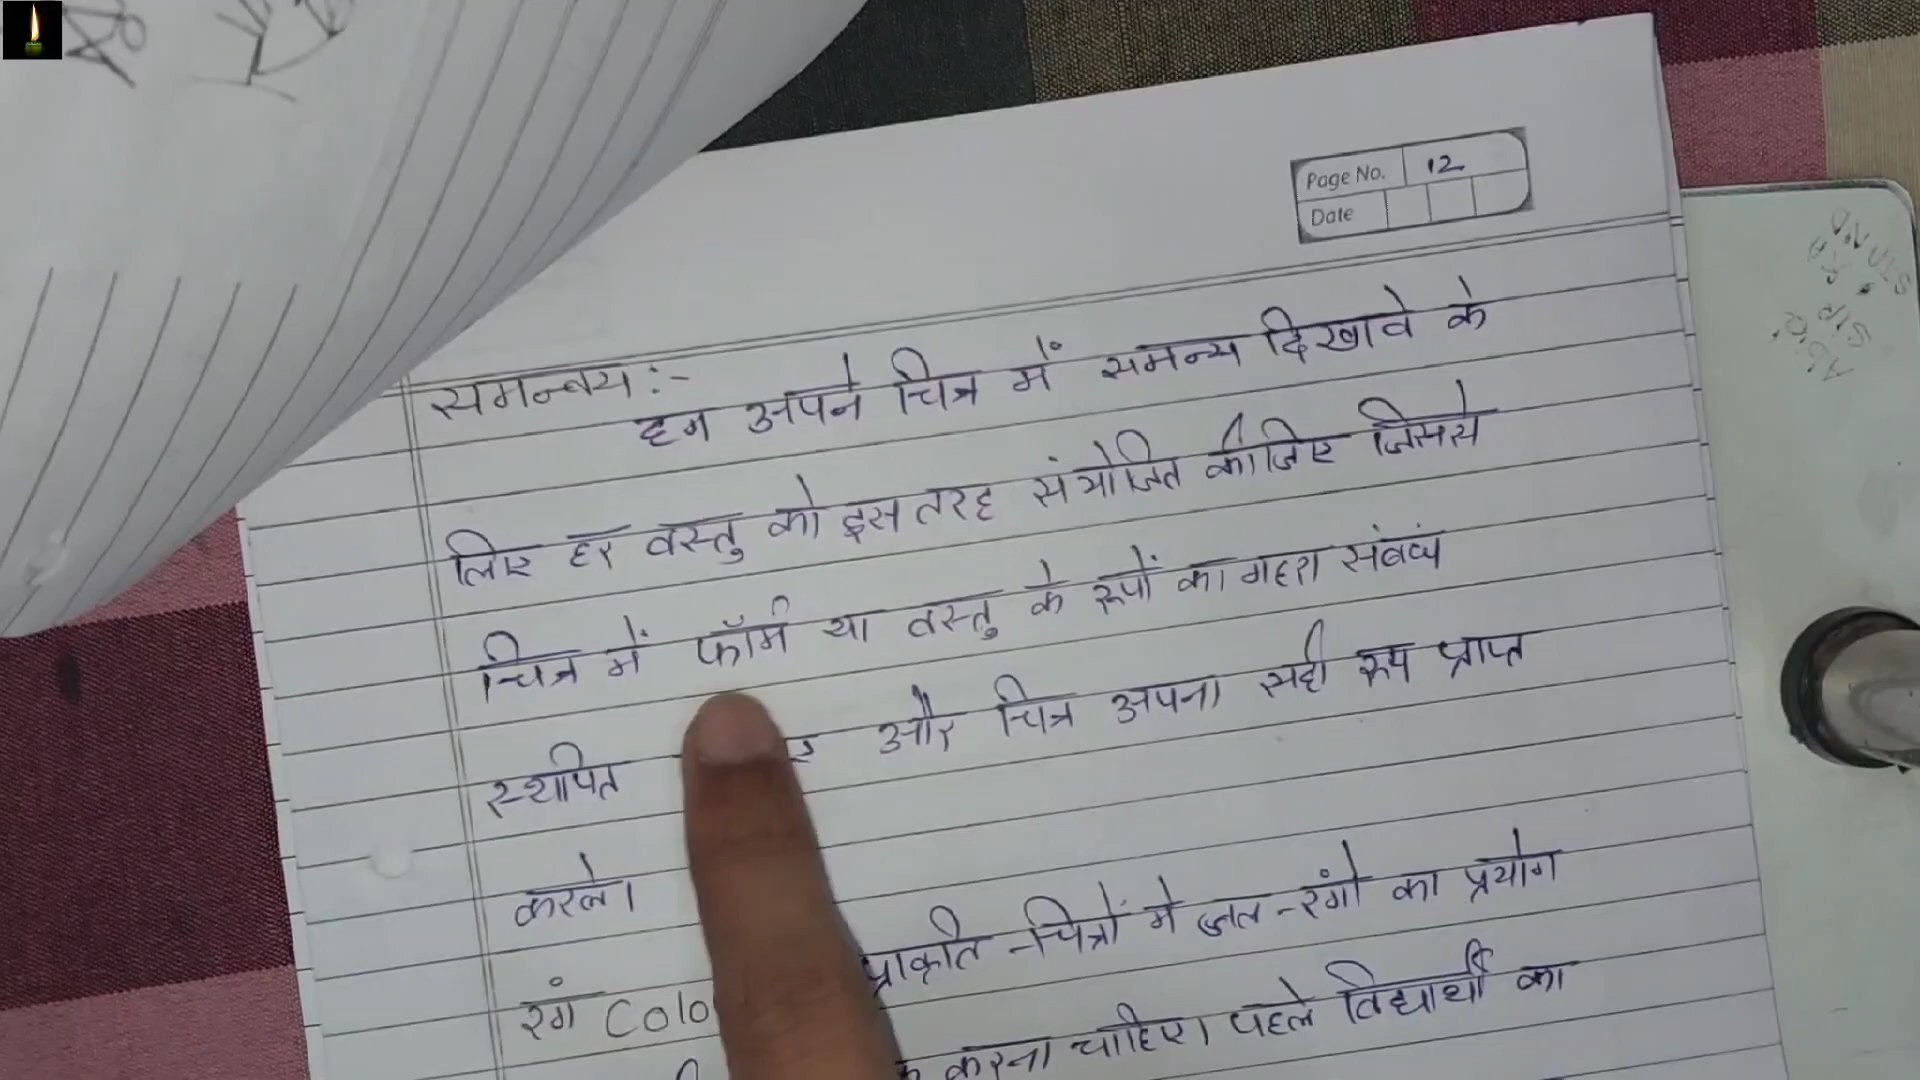 Page No. 12
Date
समन्वय :-
हम अपने चित्र में समन्य दिखावे के
लिए हर वस्तु को इस तरह संयोजित कीजिए जिससे
चित्र में फॉर्म या वस्तु के रूपों का गहरा संबंध
स्थापित और चित्र अपना सही रूप प्राप्त
करले।
रंग Colo प्राकृति -चित्रों में जल-रंगो का प्रयोग
करना चाहिए। पहले विद्यार्थी का